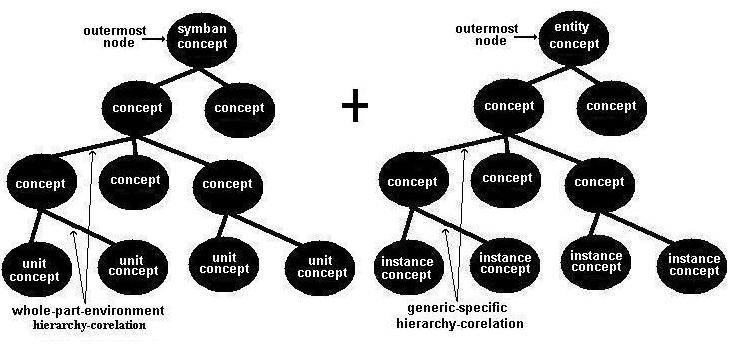 outermost
node
symban
concept
concept
concept
concept
concept
concept
unit
concept
unit
concept
unit
concept
unit
concept
whole-part-environment
hierarchy-corelation
+
outermost
node
entity
concept
concept
concept
concept
concept
concept
instance
concept
instance
concept
instance
concept
instance
concept
generic-specific
hierarchy-corelation